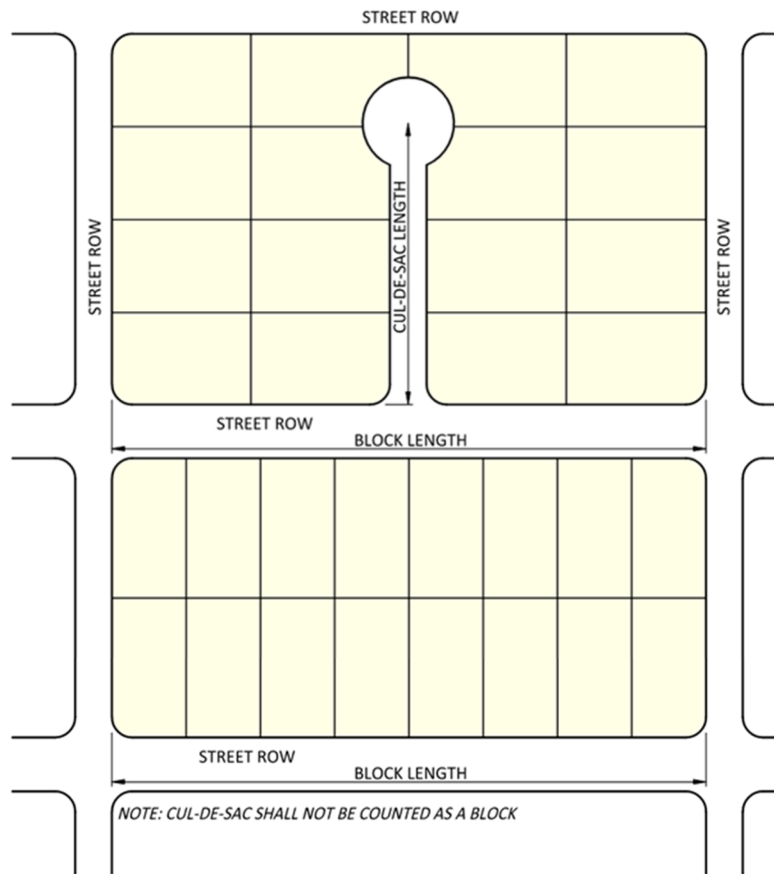 STREET ROW
STREET ROW
CUL-DE-SAC LENGTH
STREET ROW
STREET ROW
BLOCK LENGTH
STREET ROW
BLOCK LENGTH
NOTE: CUL-DE-SAC SHALL NOT BE COUNTED AS A BLOCK